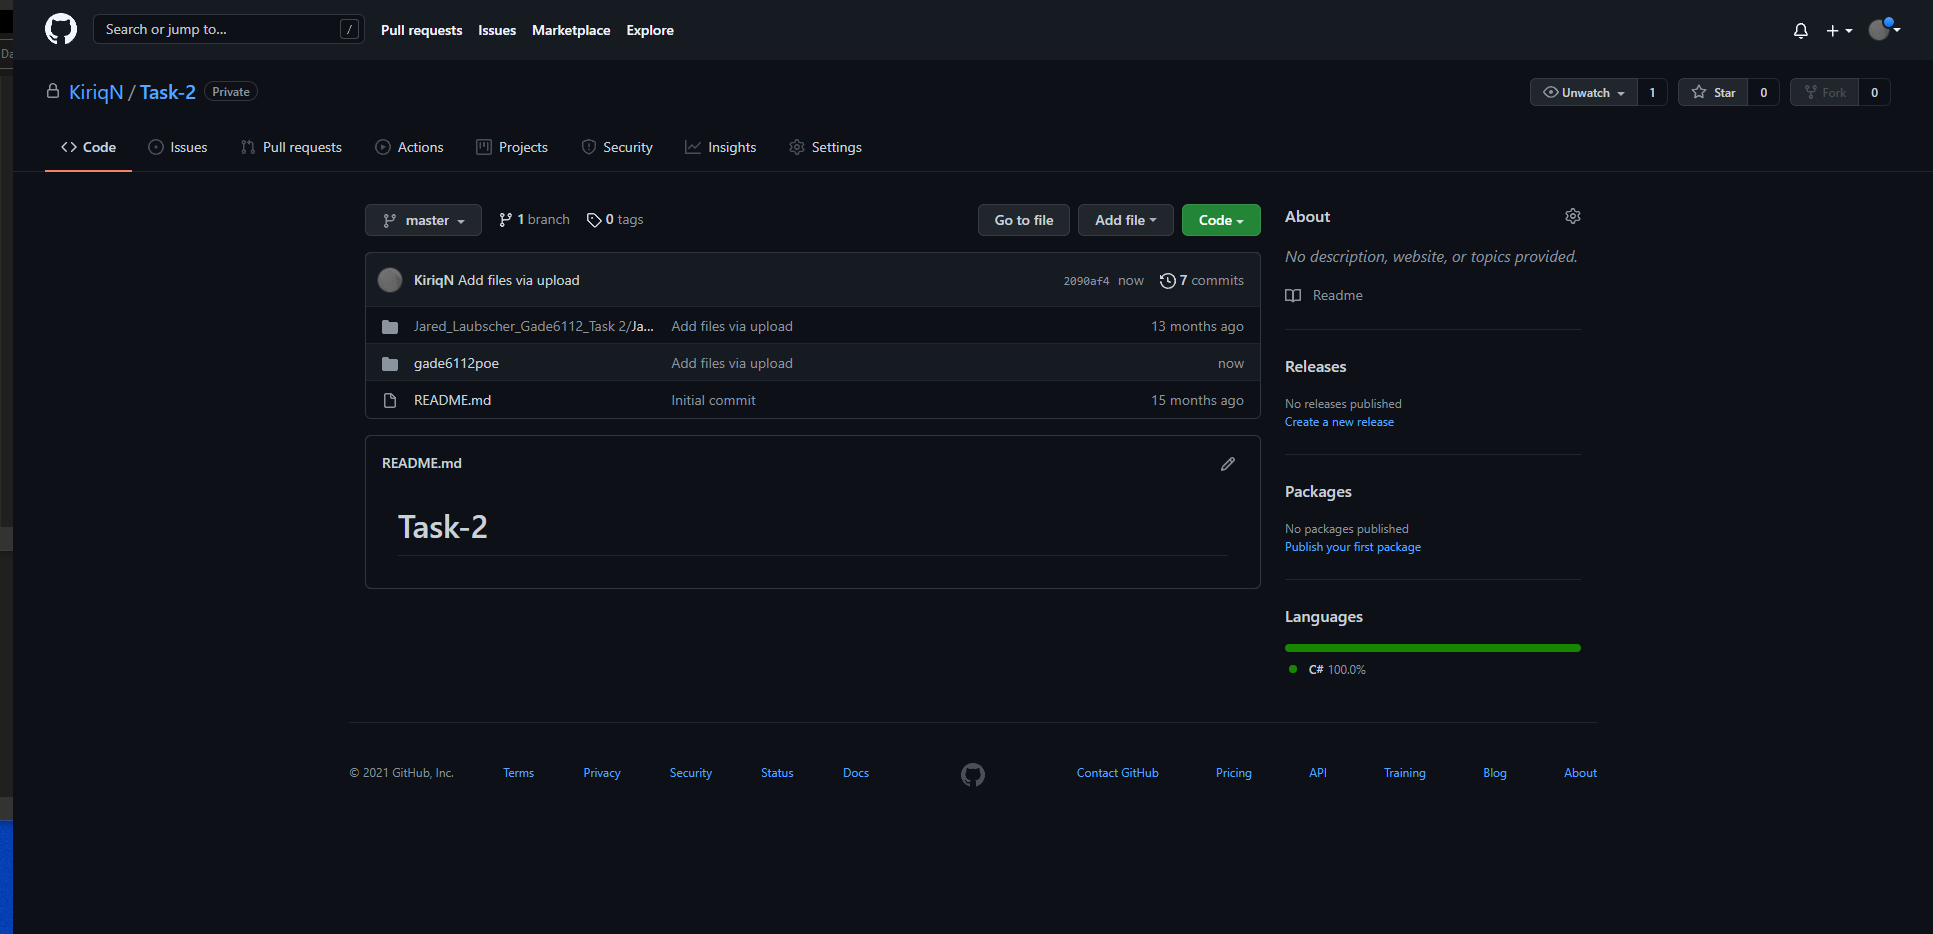 Search or jump to... /
Pull requests Issues Marketplace Explore
Da
KiriqN / Task-2 Private
Unwatch 1 Star 0 Fork 0
Code Issues Pull requests Actions Projects Security Insights Settings
master 1 branch 0 tags
Go to file Add file Code
KiriqN Add files via upload 2090af4 now 7 commits
Jared_Laubscher_Gade6112_Task 2/Ja... Add files via upload 13 months ago
gade6112poe Add files via upload now
README.md Initial commit 15 months ago
README.md
Task-2
About
No description, website, or topics provided.
Readme
Releases
No releases published
Create a new release
Packages
No packages published
Publish your first package
Languages
C# 100.0%
© 2021 GitHub, Inc. Terms Privacy Security Status Docs Contact GitHub Pricing API Training Blog About